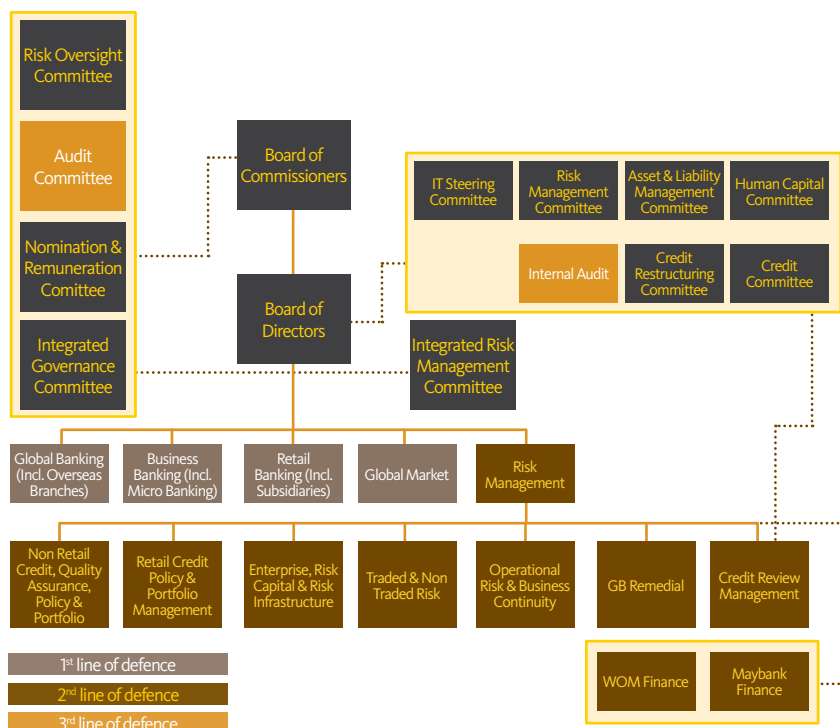 Risk Oversight
Committee
Audit
Committee
Nomination &
Remuneration
Comittee
Integrated
Governance
Committee
Board of
Commissioners
Board of
Directors
IT Steering
Committee
Risk
Management
Committee
Asset & Liability
Management
Committee
Human Capital
Committee
Internal Audit
Credit
Restructuring
Committee
Credit
Committee
Integrated Risk
Management
Committee
Global Banking
(Incl. Overseas
Branches)
Business
Banking (Incl.
Micro Banking)
Retail
Banking (Incl.
Subsidiaries)
Global Market
Risk
Management
Non Retail
Credit, Quality
Assurance,
Policy &
Portfolio
Retail Credit
Policy &
Portfolio
Management
Enterprise, Risk
Capital & Risk
Infrastructure
Traded & Non
Traded Risk
Operational
Risk & Business
Continuity
GB Remedial
Credit Review
Management
WOM Finance
Maybank
Finance
1st line of defence
2nd line of defence
3rd line of defence